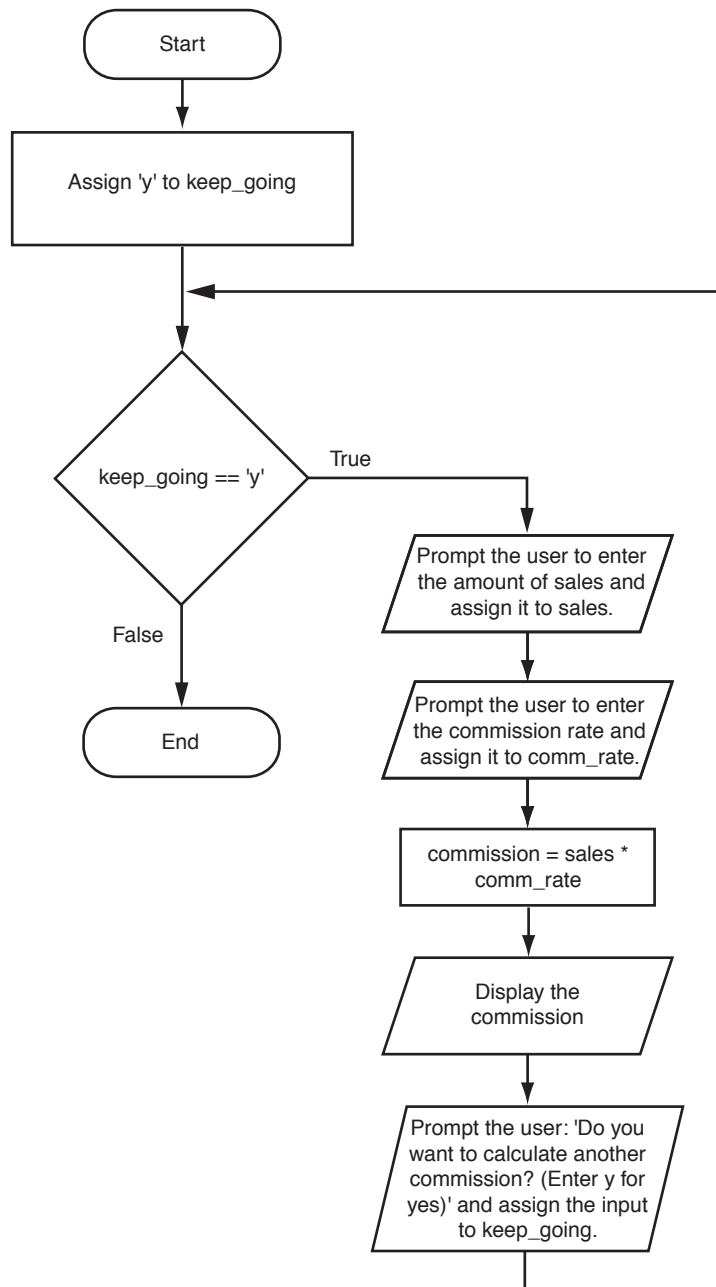 Start
Assign 'y' to keep_going
keep_going == 'y'
True
Prompt the user to enter
the amount of sales and
assign it to sales.
False
Prompt the user to enter
the commission rate and
assign it to comm_rate.
End
commission = sales *
comm_rate
Display the
commission
Prompt the user: 'Do you
want to calculate another
commission? (Enter y for
yes)' and assign the input
to keep_going.